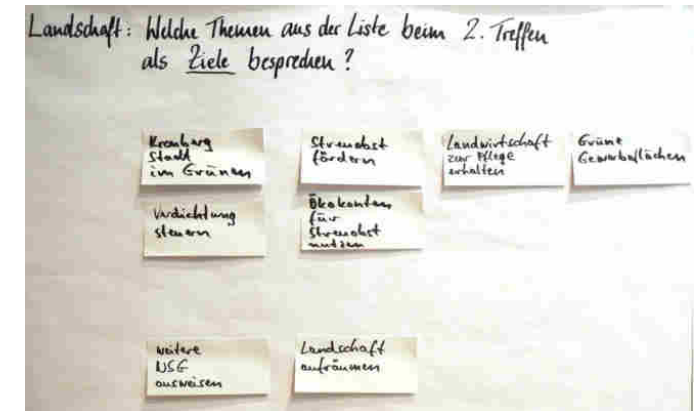 Landschaft: Welche Themen aus der Liste beim 2. Treffen
als Ziele besprechen?
Kronberg
Stadt
im Grünen
Streuobst
fördern
Landwirtschaft
zur Pflege
erhalten
Grüne
Gewerbeflächen
Verdichtung
steuern
Ökokonten
für
Streuobst
nutzen
weitere
NSG
ausweisen
Landschaft
aufräumen